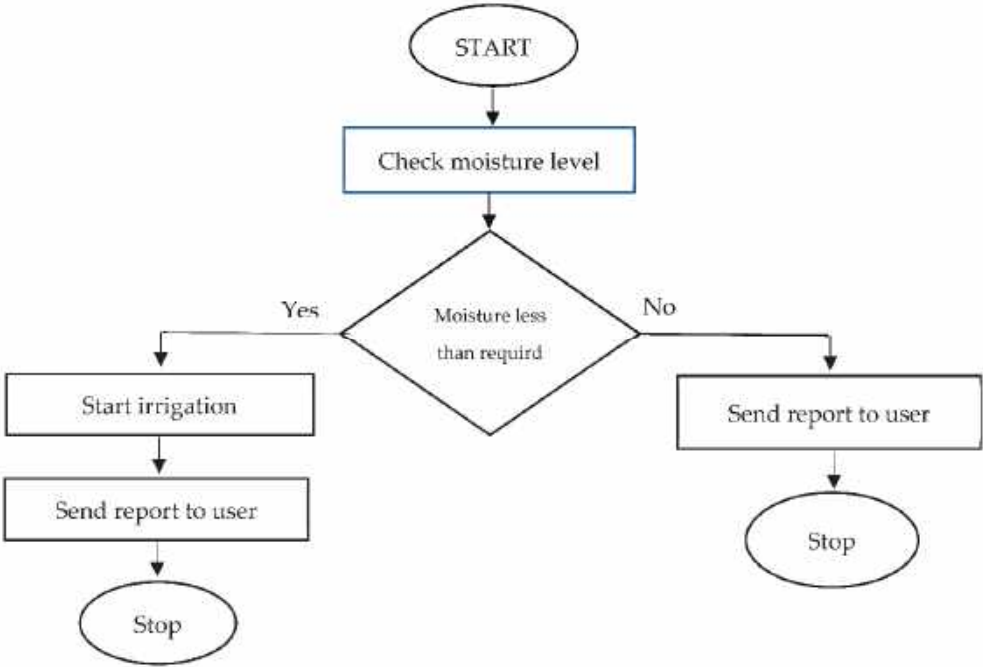 START
Check moisture level
Yes
No
Moisture less
than requird
Start irrigation
Send report to user
Send report to user
Stop
Stop